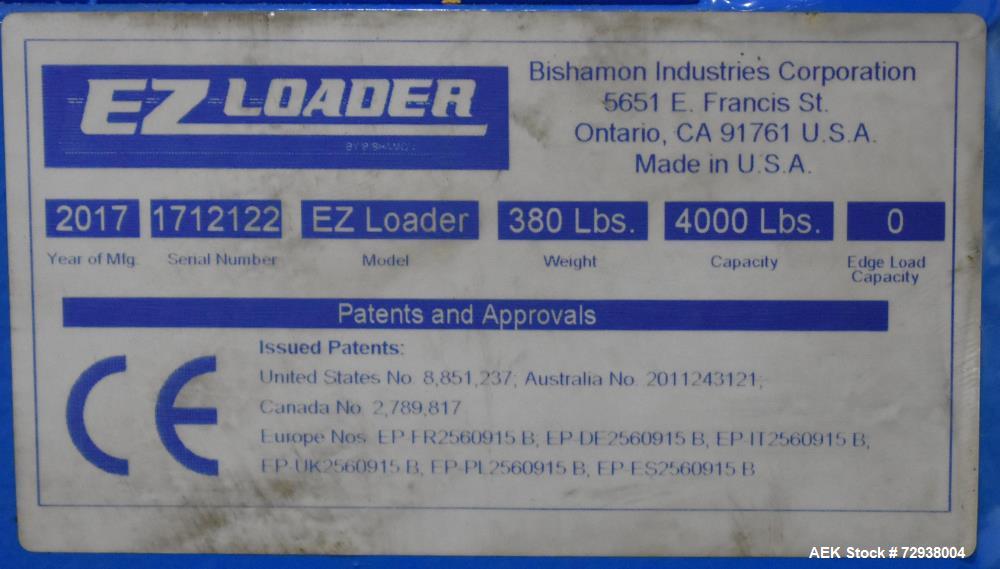 EZ LOADER
BY BISHAMON
Bishamon Industries Corporation
5651 E. Francis St.
Ontario, CA 91761 U.S.A.
Made in U.S.A.
2017 1712122 EZ Loader 380 Lbs. 4000 Lbs. 0
Year of Mfg. Serial Number Model Weight Capacity Edge Load
Capacity
Patents and Approvals
CE
Issued Patents:
United States No. 8,851,237; Australia No. 2011243121;
Canada No. 2,789,817
Europe Nos. EP-FR2560915 B, EP-DE2560915 B, EP-IT2560915 B,
EP-UK2560915 B, EP-PL2560915 B, EP-ES2560915 B
AEK Stock # 72938004